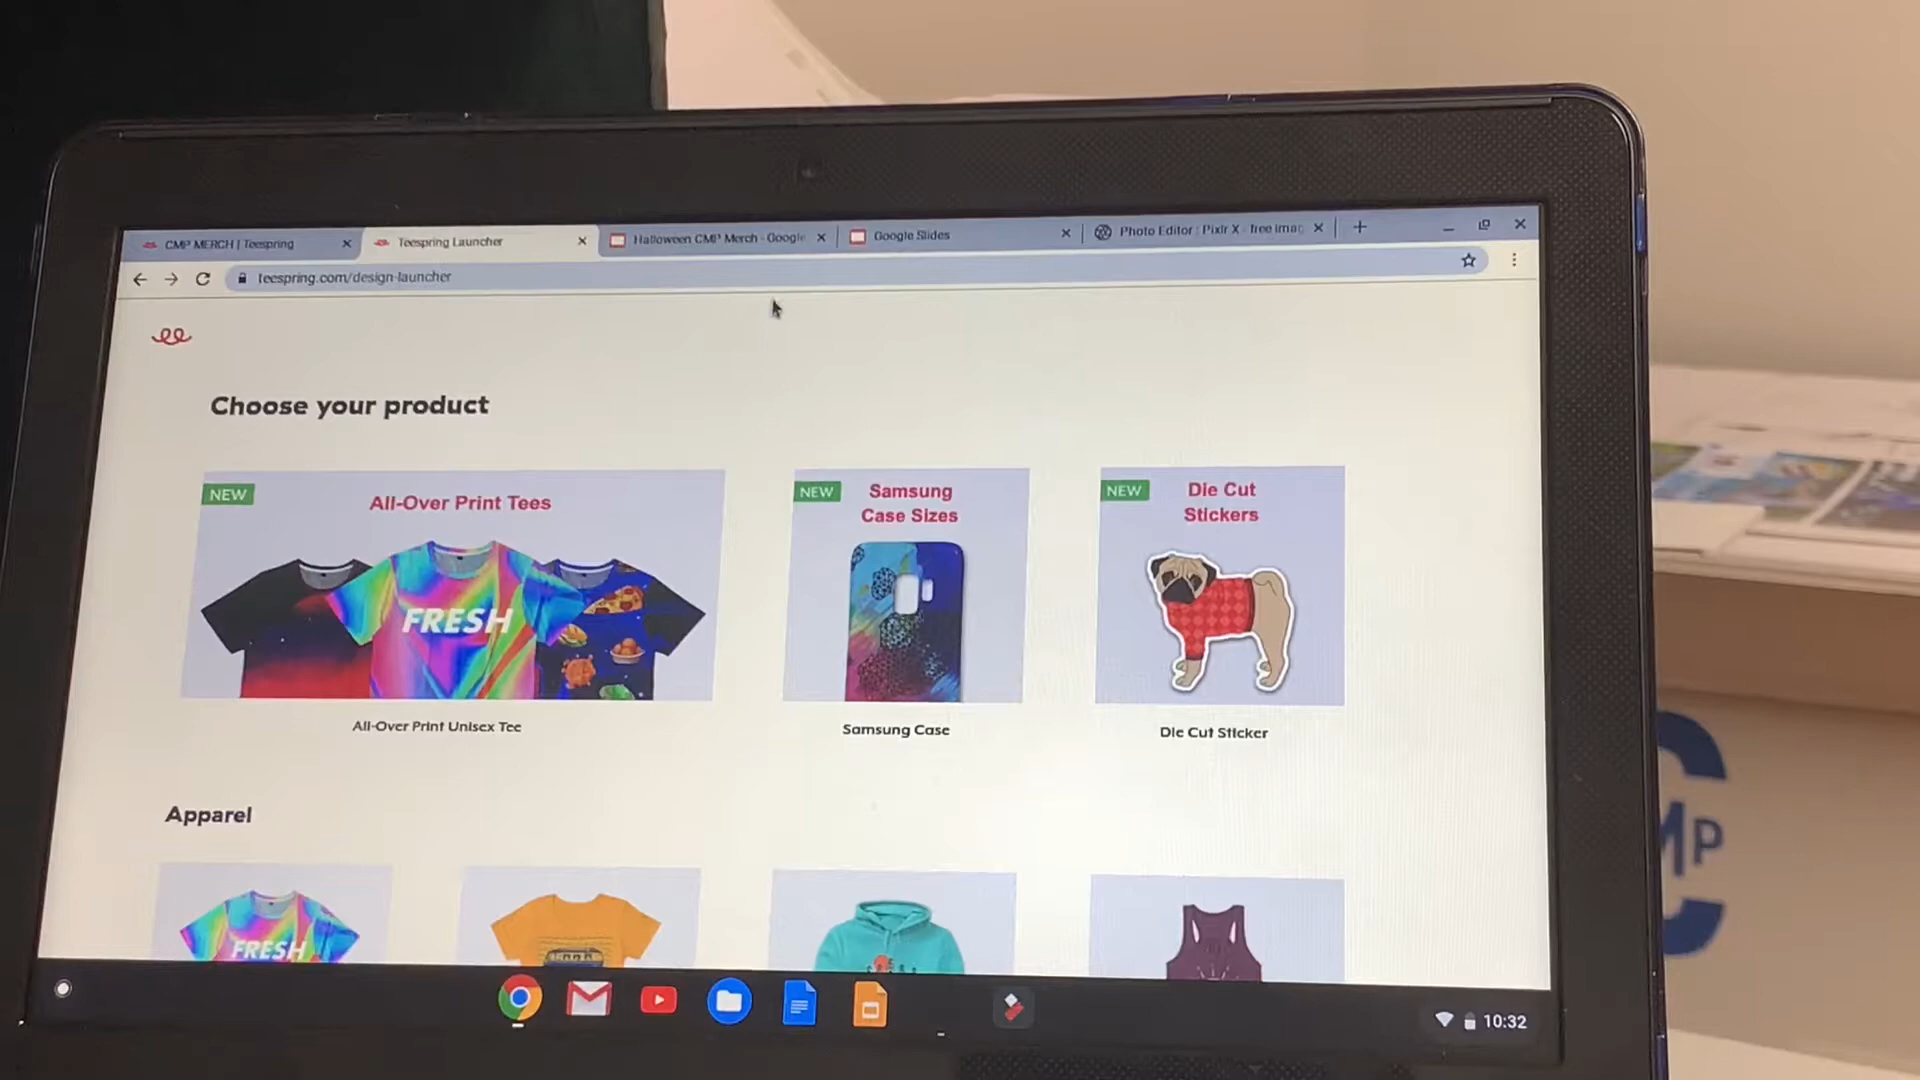 CMP MERCH | Teespring
Teespring Launcher
Halloween CMP Merch - Google
Google Slides
Photo Editor : Pixlr X - free imag
teespring.com/design-launcher
Choose your product
NEW
All-Over Print Tees
FRESH
All-Over Print Unisex Tee
NEW
Samsung
Case Sizes
Samsung Case
NEW
Die Cut
Stickers
Die Cut Sticker
Apparel
FRESH
10:32
MP